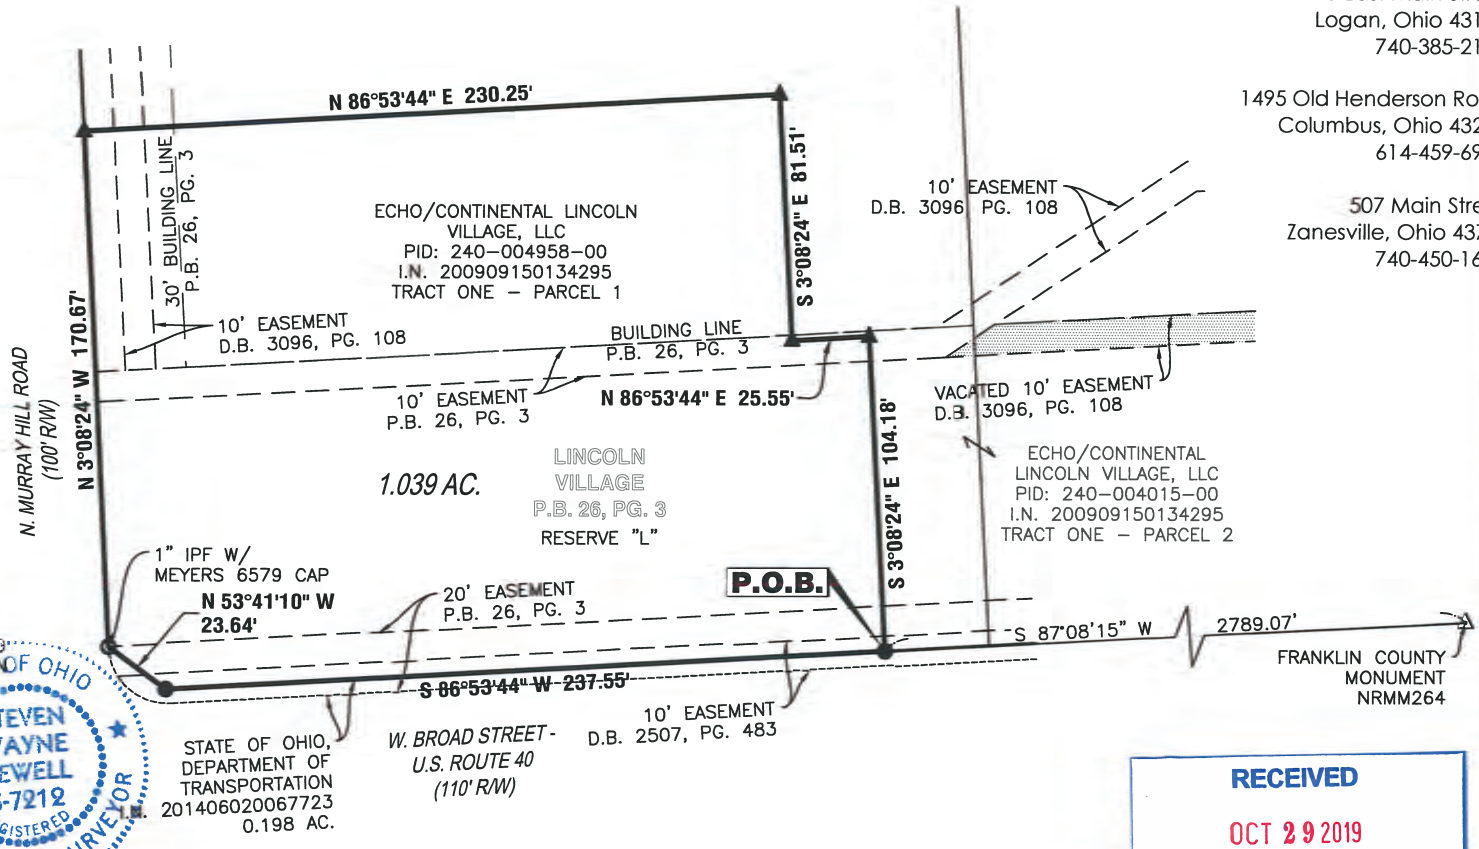 Logan, Ohio 431
740-385-21
1495 Old Henderson Ro
Columbus, Ohio 432
614-459-69
507 Main Stre
Zanesville, Ohio 437
740-450-16
N 86°53'44" E 230.25'
S 3°08'24" E 81.51'
30' BUILDING LINE
P.B. 26, PG. 3
ECHO/CONTINENTAL LINCOLN
VILLAGE, LLC
PID: 240-004958-00
I.N. 200909150134295
TRACT ONE - PARCEL 1
10' EASEMENT
D.B. 3096 PG. 108
10' EASEMENT
D.B. 3096, PG. 108
BUILDING LINE
P.B. 26, PG. 3
N. MURRAY HILL ROAD
(100' R/W)
N 3°08'24" W 170.67'
10' EASEMENT
P.B. 26, PG. 3
N 86°53'44" E 25.55'
VACATED 10' EASEMENT
D.B. 3096, PG. 108
S 3°08'24" E 104.18'
1.039 AC.
LINCOLN
VILLAGE
P.B. 26, PG. 3
RESERVE "L"
ECHO/CONTINENTAL
LINCOLN VILLAGE, LLC
PID: 240-004015-00
I.N. 200909150134295
TRACT ONE - PARCEL 2
1" IPF W/
MEYERS 6579 CAP
N 53°41'10" W
23.64'
20' EASEMENT
P.B. 26, PG. 3
P.O.B.
S 87°08'15" W 2789.07'
FRANKLIN COUNTY
MONUMENT
NRMM264
S 86°53'44" W 237.55'
10' EASEMENT
D.B. 2507, PG. 483
W. BROAD STREET -
U.S. ROUTE 40
(110' R/W)
STATE OF OHIO,
DEPARTMENT OF
TRANSPORTATION
I.N. 201406020067723
0.198 AC.
OF OHIO
TEVEN
AYNE
EWELL
-7212
GISTERED
RVEYOR
RECEIVED
OCT 29 2019